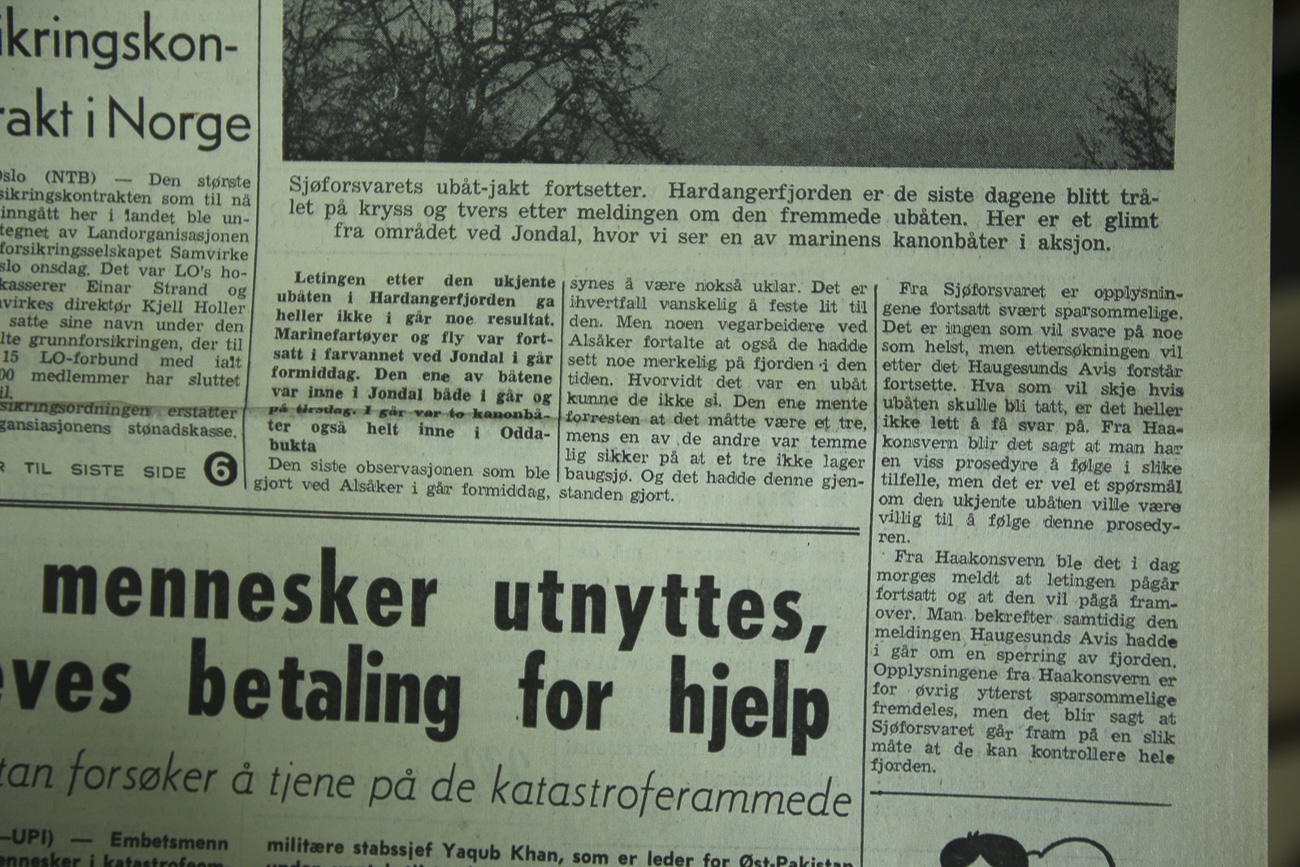 ikringskon-
rakt i Norge
Oslo (NTB) — Den største
sikringskontrakten som til nå
inngått her i landet ble un-
tegnet av Landorganisasjonen
forsikringsselskapet Samvirke
slo onsdag. Det var LO's ho-
kasserer Einar Strand og
virkes direktør Kjell Holler
satte sine navn under den
lte grunnforsikringen, der til
15 LO-forbund med ialt
00 medlemmer har sluttet
il.
sikringsordningen erstatter
gansiasjonens stønadskasse.
R TIL SISTE SIDE 6
Sjøforsvarets ubåt-jakt fortsetter. Hardangerfjorden er de siste dagene blitt trå-
let på kryss og tvers etter meldingen om den fremmede ubåten. Her er et glimt
fra området ved Jondal, hvor vi ser en av marinens kanonbåter i aksjon.
Letingen etter den ukjente
ubåten i Hardangerfjorden ga
heller ikke i går noe resultat.
Marinefartøyer og fly var fort-
satt i farvannet ved Jondal i går
formiddag. Den ene av båtene
var inne i Jondal både i går og
på tirsdag. I går var to kanonbå-
ter også helt inne i Odda-
bukta
Den siste observasjonen som ble
gjort ved Alsåker i går formiddag,
synes å være nokså uklar. Det er
ihvertfall vanskelig å feste lit til
den. Men noen vegarbeidere ved
Alsåker fortalte at også de hadde
sett noe merkelig på fjorden i den
tiden. Hvorvidt det var en ubåt
kunne de ikke si. Den ene mente
forresten at det måtte være et tre,
mens en av de andre var temme
lig sikker på at et tre ikke lager
baugsjø. Og det hadde denne gjen-
standen gjort.
Fra Sjøforsvaret er opplysnin-
gene fortsatt svært sparsommelige.
Det er ingen som vil svare på noe
som helst, men ettersøkningen vil
etter det Haugesunds Avis forstår
fortsette. Hva som vil skje hvis
ubåten skulle bli tatt, er det heller
ikke lett å få svar på. Fra Haa-
konsvern blir det sagt at man har
en viss prosedyre å følge i slike
tilfelle, men det er vel et spørsmål
om den ukjente ubåten ville være
villig til å følge denne prosedy-
ren.
Fra Haakonsvern ble det i dag
morges meldt at letingen pågår
fortsatt og at den vil pågå fram-
over. Man bekrefter samtidig den
meldingen Haugesunds Avis hadde
i går om en sperring av fjorden.
Opplysningene fra Haakonsvern er
for øvrig ytterst sparsommelige
fremdeles, men det blir sagt at
Sjøforsvaret går fram på en slik
måte at de kan kontrollere hele
fjorden.
mennesker utnyttes,
eves betaling for hjelp
tan forsøker å tjene på de katastroferammede
—UPI) — Embetsmenn
ennesker i katastrofeom
militære stabssjef Yaqub Khan, som er leder for Øst-Pakistan